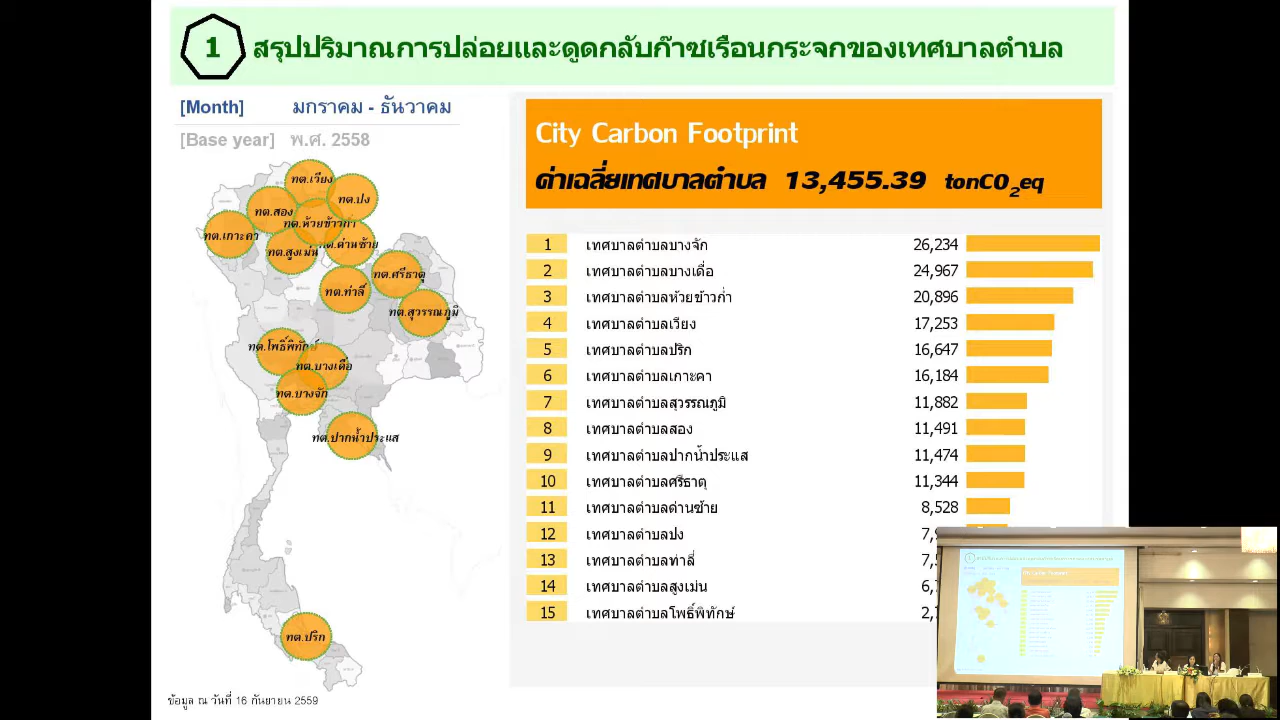 1 สรุปปริมาณการปล่อยและดูดกลับก๊าซเรือนกระจกของเทศบาลตำบล
[Month] มกราคม - ธันวาคม
[Base year] พ.ศ. 2558
City Carbon Footprint
ค่าเฉลี่ยเทศบาลตำบล 13,455.39 tonCO2eq
ทต.เวียง
ทต.ปง
ทต.สอง
ทต.ห้วยข้าวก่ำ
ทต.เกาะคา
ทต.ด่านซ้าย
ทต.สูงเม่น
ทต.ศรีธาตุ
ทต.ท่าลี่
ทต.สุวรรณภูมิ
ทต.โพธิ์พิทักษ์
ทต.บางเดื่อ
ทต.บางจัก
ทต.ปากน้ำประแส
ทต.ปริก
1 เทศบาลตำบลบางจัก 26,234
2 เทศบาลตำบลบางเดื่อ 24,967
3 เทศบาลตำบลห้วยข้าวก่ำ 20,896
4 เทศบาลตำบลเวียง 17,253
5 เทศบาลตำบลปริก 16,647
6 เทศบาลตำบลเกาะคา 16,184
7 เทศบาลตำบลสุวรรณภูมิ 11,882
8 เทศบาลตำบลสอง 11,491
9 เทศบาลตำบลปากน้ำประแส 11,474
10 เทศบาลตำบลศรีธาตุ 11,344
11 เทศบาลตำบลด่านซ้าย 8,528
12 เทศบาลตำบลปง
13 เทศบาลตำบลท่าลี่
14 เทศบาลตำบลสูงเม่น
15 เทศบาลตำบลโพธิ์พิทักษ์
ข้อมูล ณ วันที่ 16 กันยายน 2559